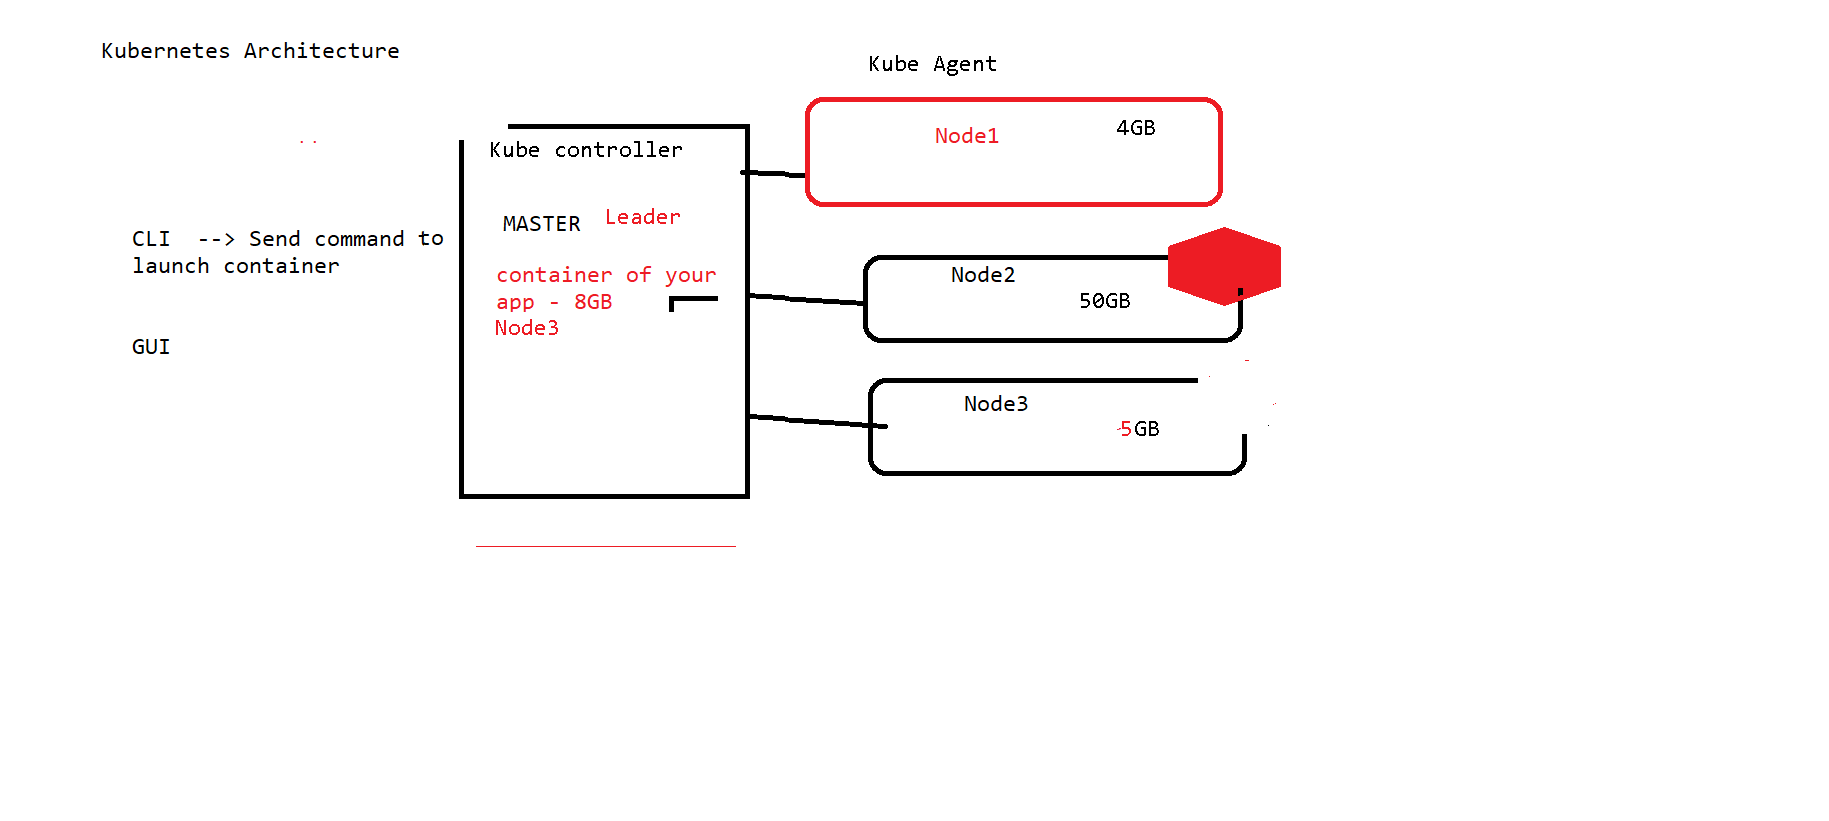 Kubernetes Architecture
Kube Agent
Node1
4GB
Kube controller
MASTER
Leader
CLI  --> Send command to
launch container
container of your
app - 8GB
Node3
Node2
50GB
GUI
Node3
5GB